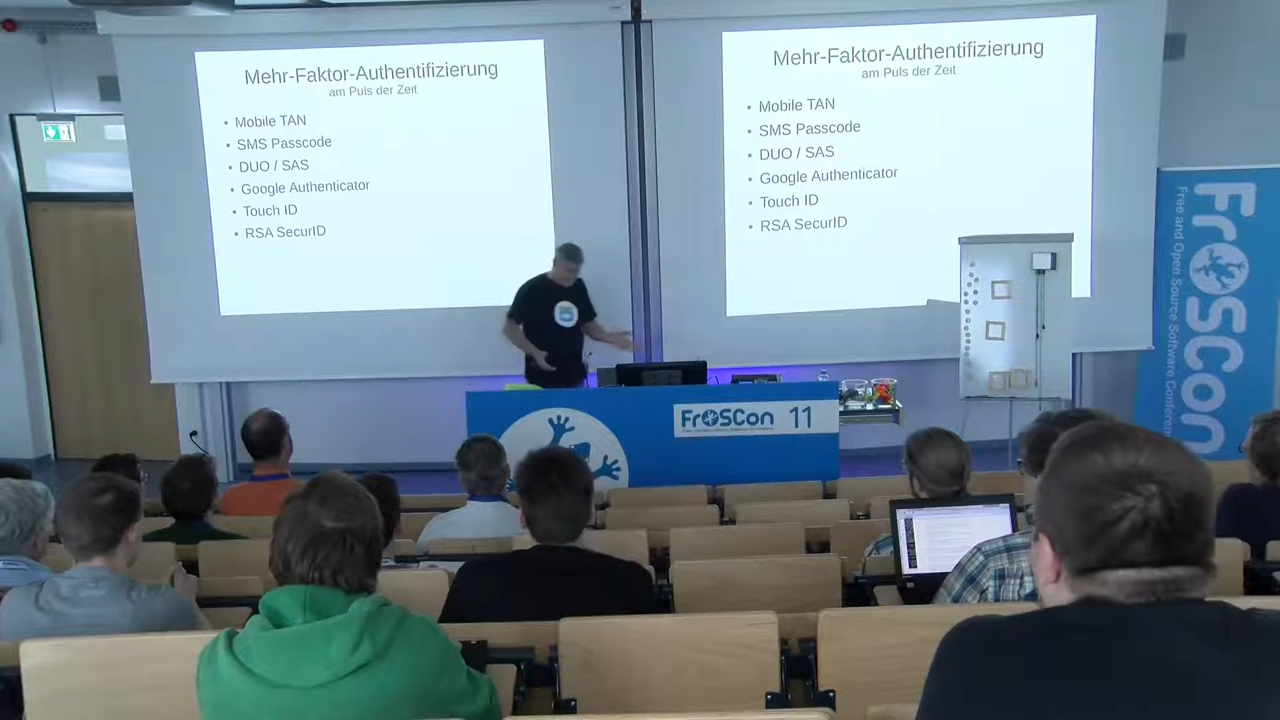 Mehr-Faktor-Authentifizierung
am Puls der Zeit
• Mobile TAN
• SMS Passcode
• DUO / SAS
• Google Authenticator
• Touch ID
• RSA SecurID
Mehr-Faktor-Authentifizierung
am Puls der Zeit
• Mobile TAN
• SMS Passcode
• DUO / SAS
• Google Authenticator
• Touch ID
• RSA SecurID
FrOSCon 11
FrOSCon
Free and Open Source Software Conferenc